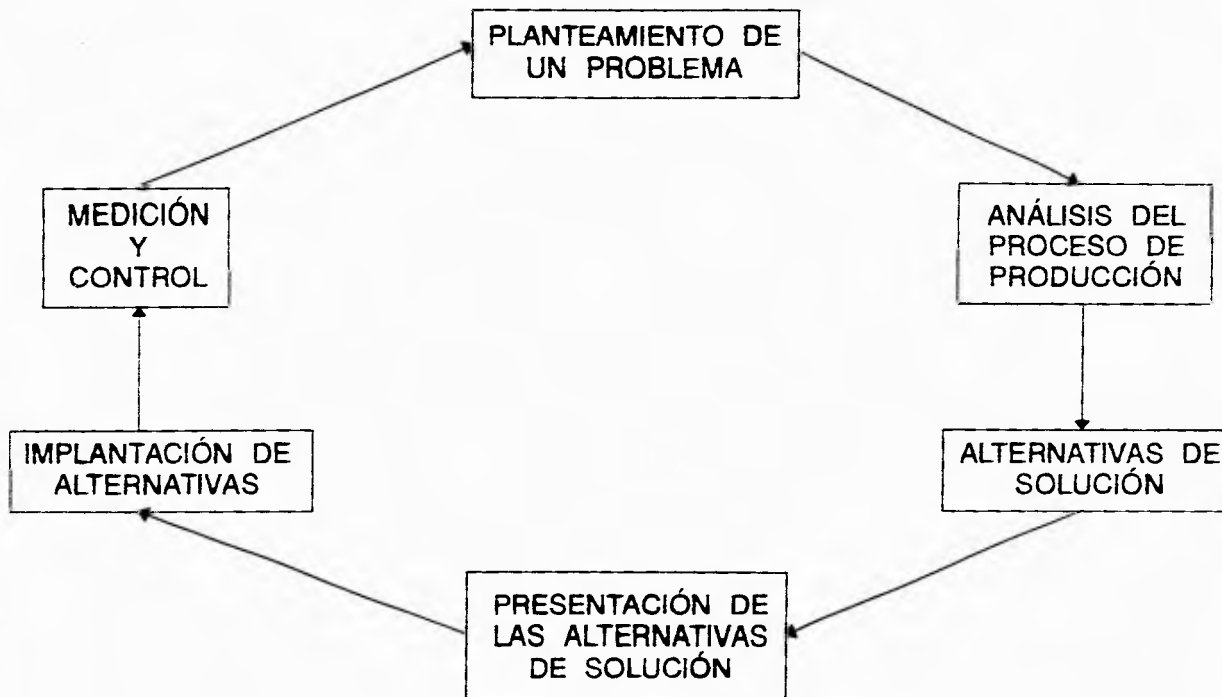 PLANTEAMIENTO DE
UN PROBLEMA
ANÁLISIS DEL
PROCESO DE
PRODUCCIÓN
ALTERNATIVAS DE
SOLUCIÓN
PRESENTACIÓN DE
LAS ALTERNATIVAS
DE SOLUCIÓN
IMPLANTACIÓN DE
ALTERNATIVAS
MEDICIÓN
Y
CONTROL